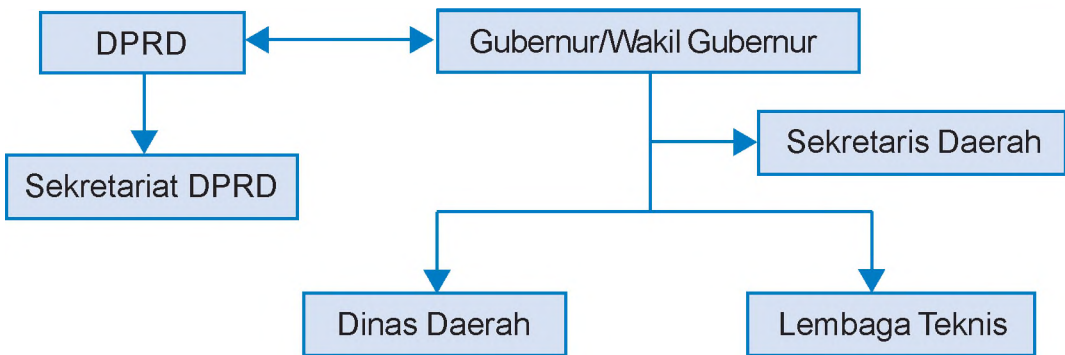 DPRD
Gubernur/Wakil Gubernur
Sekretaris Daerah
Sekretariat DPRD
Dinas Daerah
Lembaga Teknis